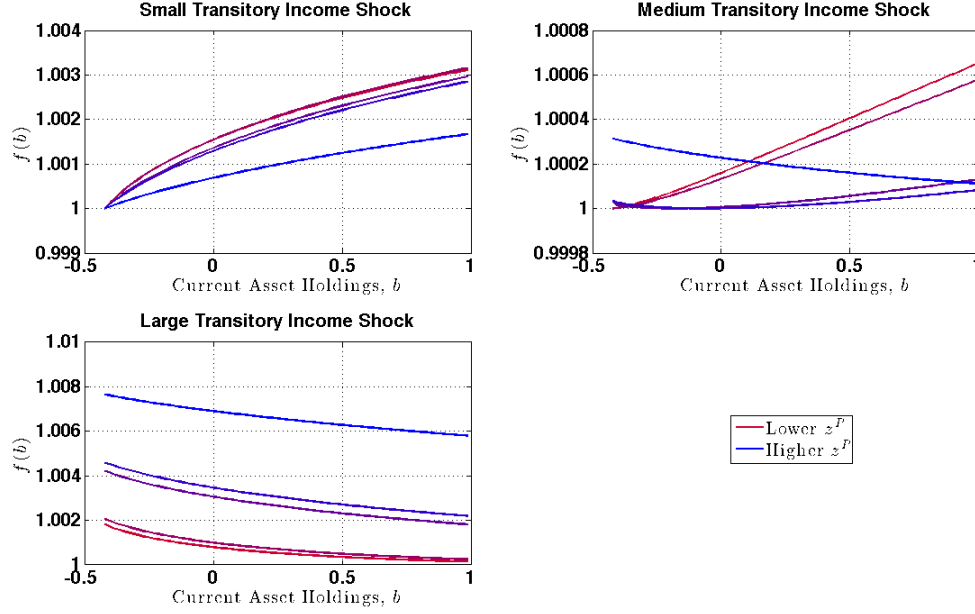 Small Transitory Income Shock
1.004
1.003
1.002
1.001
1
0.999
f(b)
-0.5
0
0.5
1
Current Asset Holdings, b
Medium Transitory Income Shock
1.0008
1.0006
1.0004
1.0002
1
0.9998
f(b)
-0.5
0
0.5
1
Current Asset Holdings, b
Large Transitory Income Shock
1.01
1.008
1.006
1.004
1.002
1
f(b)
-0.5
0
0.5
1
Current Asset Holdings, b
Lower z^P
Higher z^P